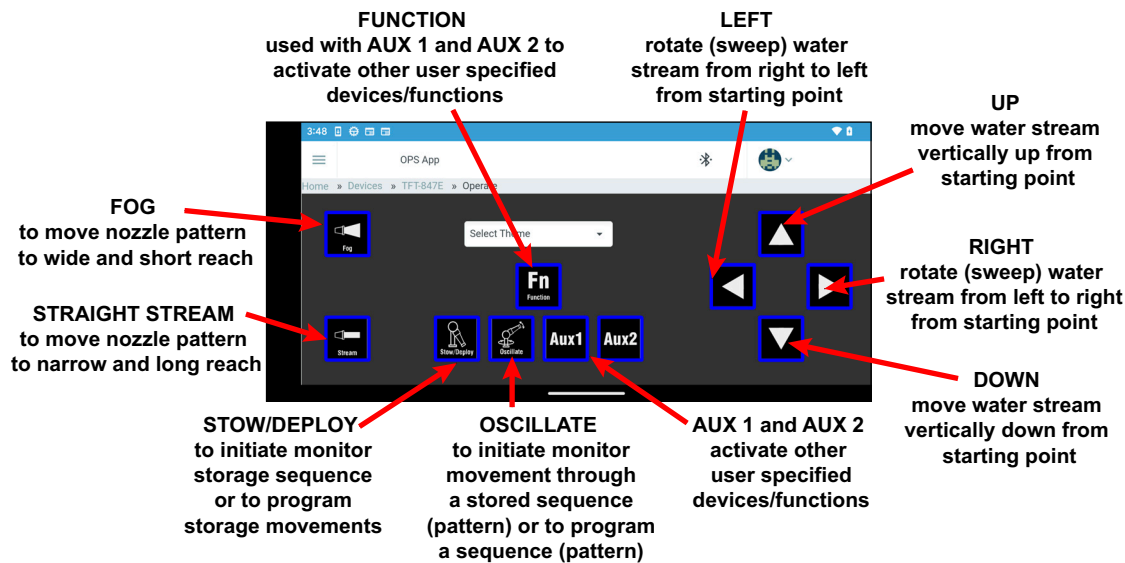 FUNCTION
used with AUX 1 and AUX 2 to
activate other user specified
devices/functions
LEFT
rotate (sweep) water
stream from right to left
from starting point
UP
move water stream
vertically up from
starting point
3:48
OPS App
Home » Devices » TFT-847E » Operate
FOG
to move nozzle pattern
to wide and short reach
Fog
Select Theme
RIGHT
rotate (sweep) water
stream from left to right
from starting point
Fn
Function
STRAIGHT STREAM
to move nozzle pattern
to narrow and long reach
Stream
Stow/Deploy
Oscillate
Aux1
Aux2
DOWN
move water stream
vertically down from
starting point
STOW/DEPLOY
to initiate monitor
storage sequence
or to program
storage movements
OSCILLATE
to initiate monitor
movement through
a stored sequence
(pattern) or to program
a sequence (pattern)
AUX 1 and AUX 2
activate other
user specified
devices/functions